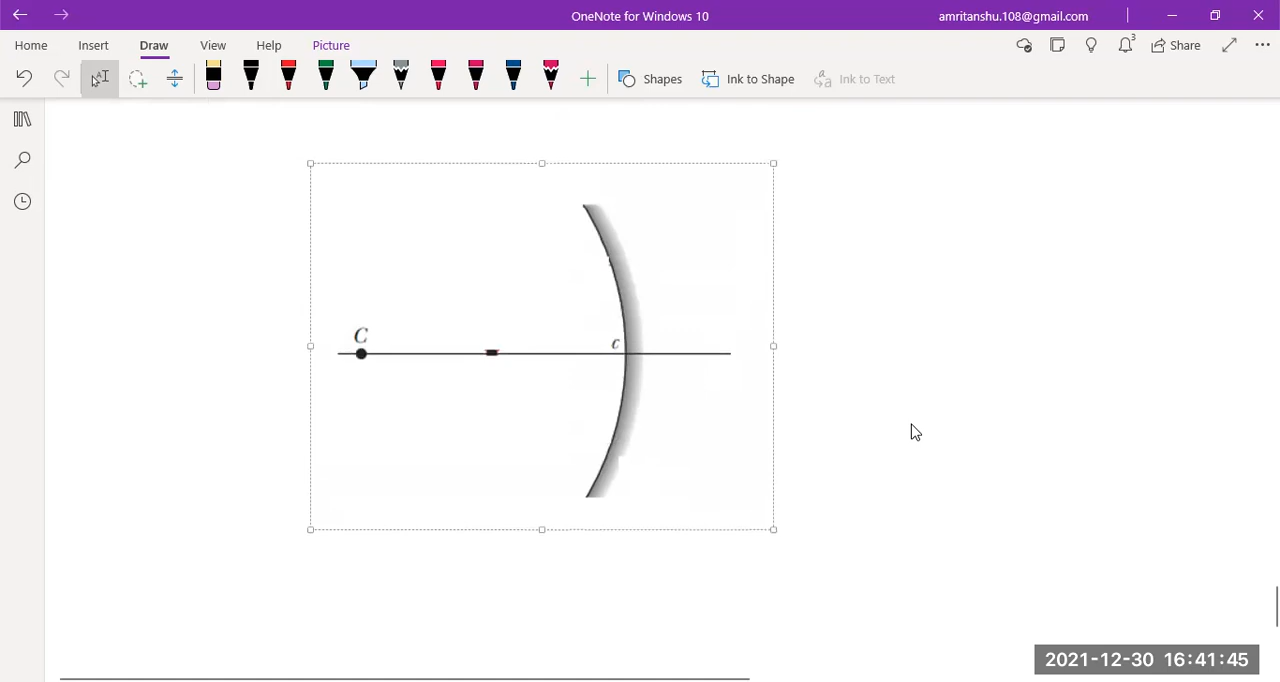 OneNote for Windows 10
amritanshu.108@gmail.com
Home Insert Draw View Help Picture
3
Share
Shapes
Ink to Shape
Ink to Text
C
c
2021-12-30 16:41:45